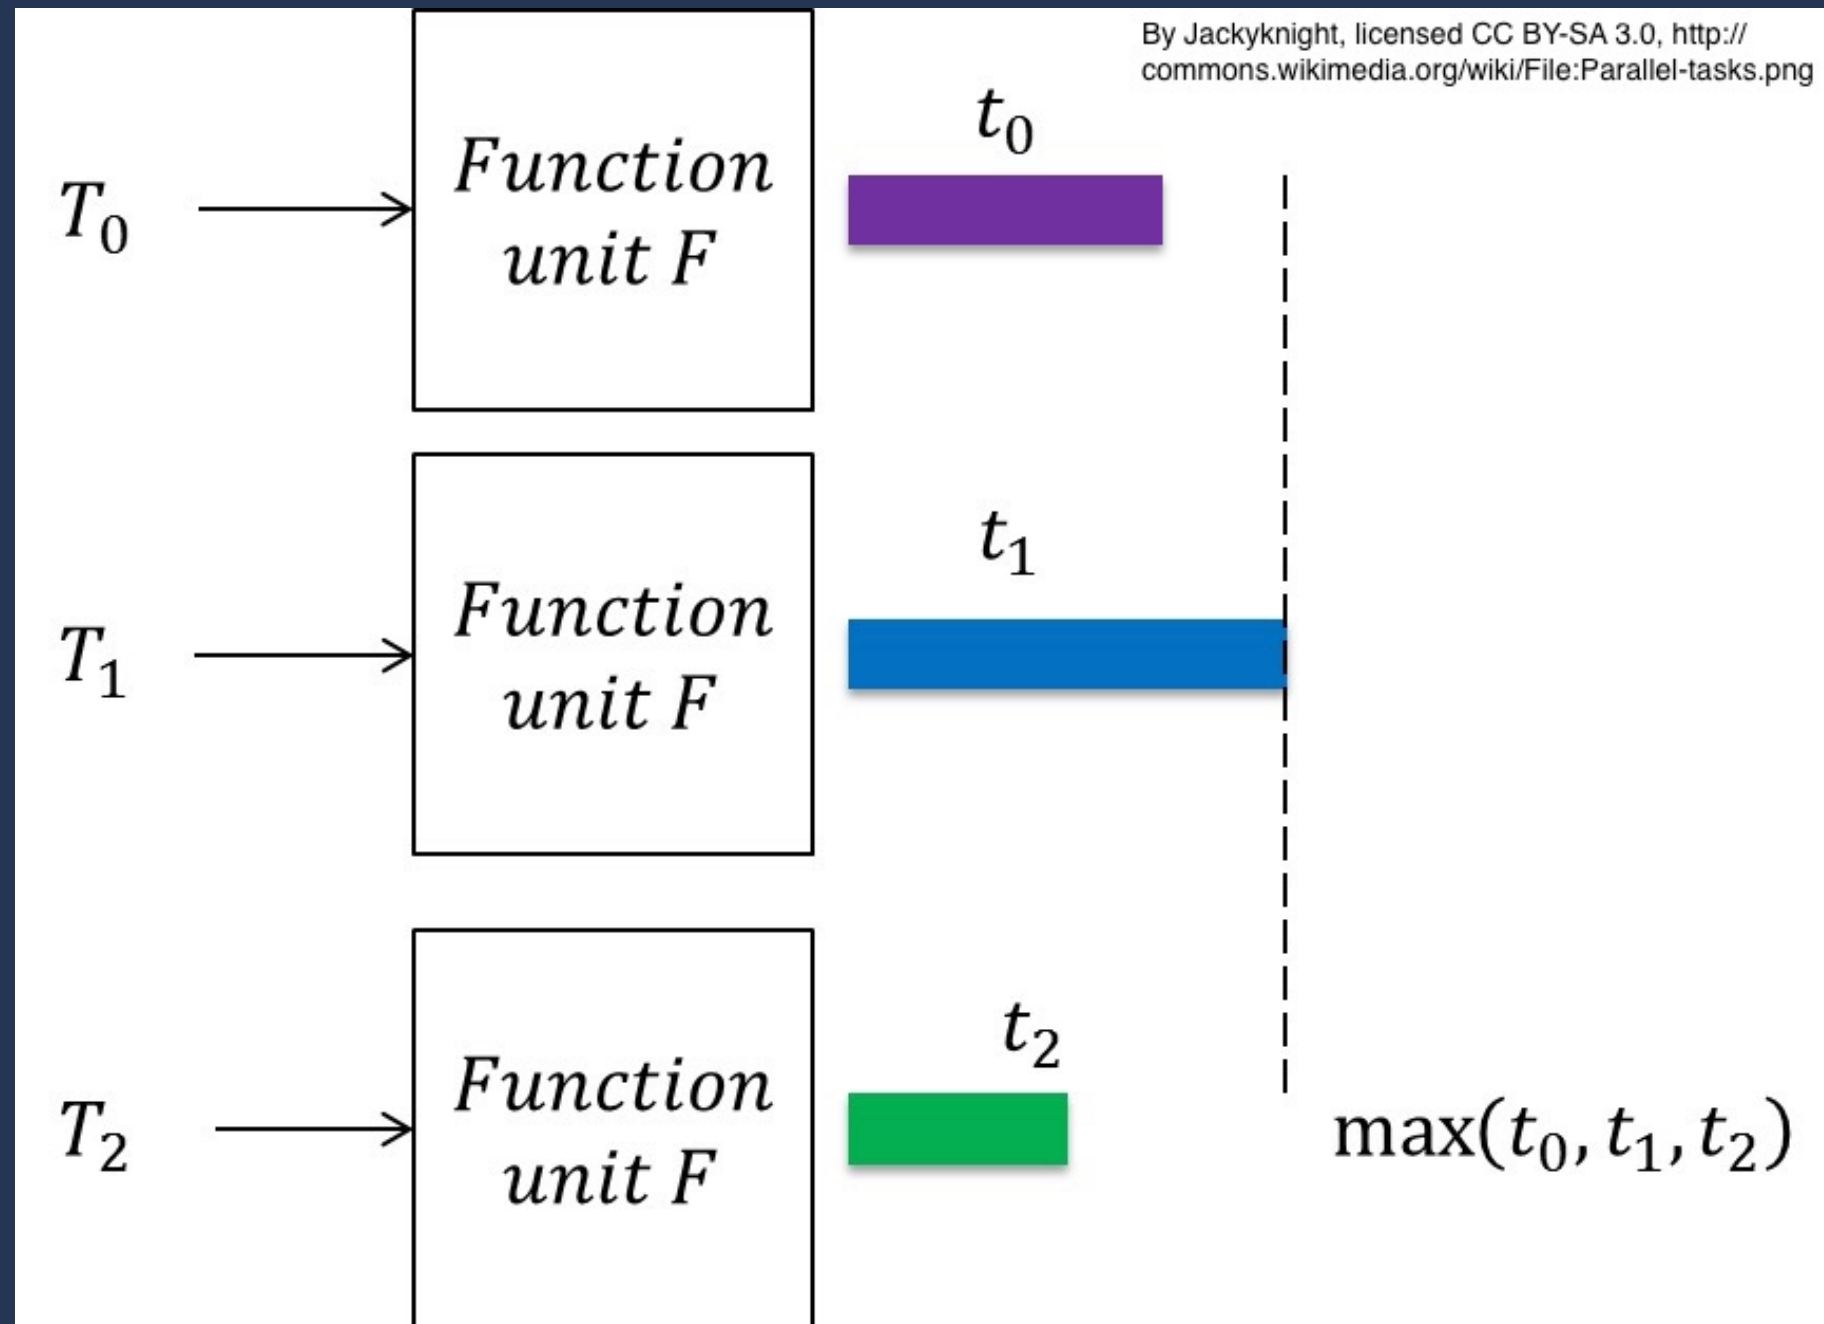 By Jackyknight, licensed CC BY-SA 3.0, http://
commons.wikimedia.org/wiki/File:Parallel-tasks.png
T₀
Function
unit F
t₀
T₁
Function
unit F
t₁
T₂
Function
unit F
t₂
max(t₀, t₁, t₂)